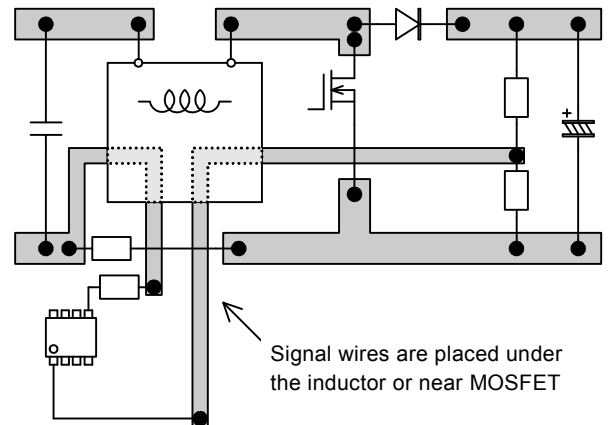 +
Signal wires are placed under
the inductor or near MOSFET